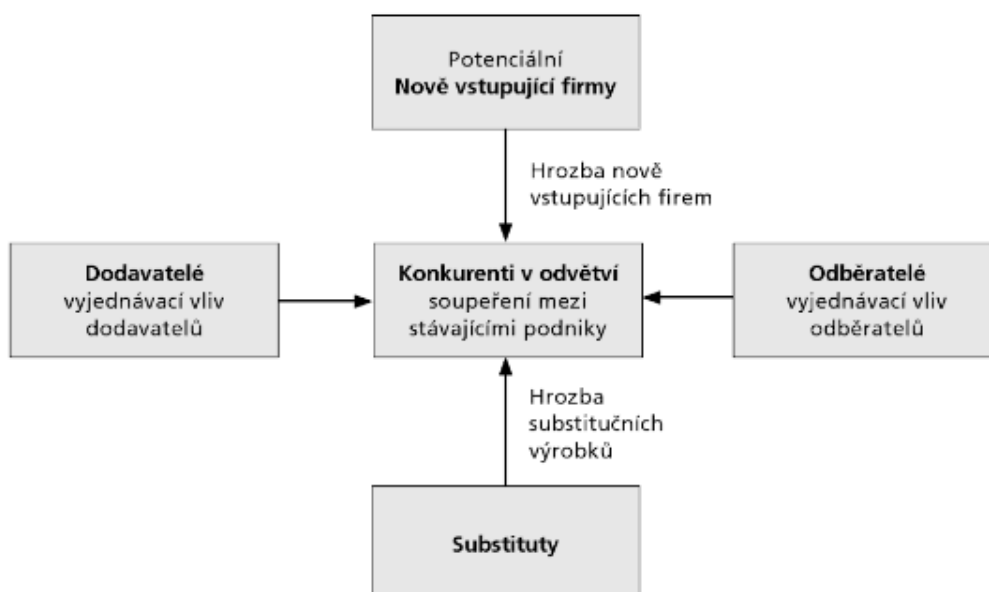 Potenciální
Nově vstupující firmy
Hrozba nově
vstupujících firem
Dodavatelé
vyjednávací vliv
dodavatelů
Konkurenti v odvětví
soupeření mezi
stávajícími podniky
Odběratelé
vyjednávací vliv
odběratelů
Hrozba
substitučních
výrobků
Substituty